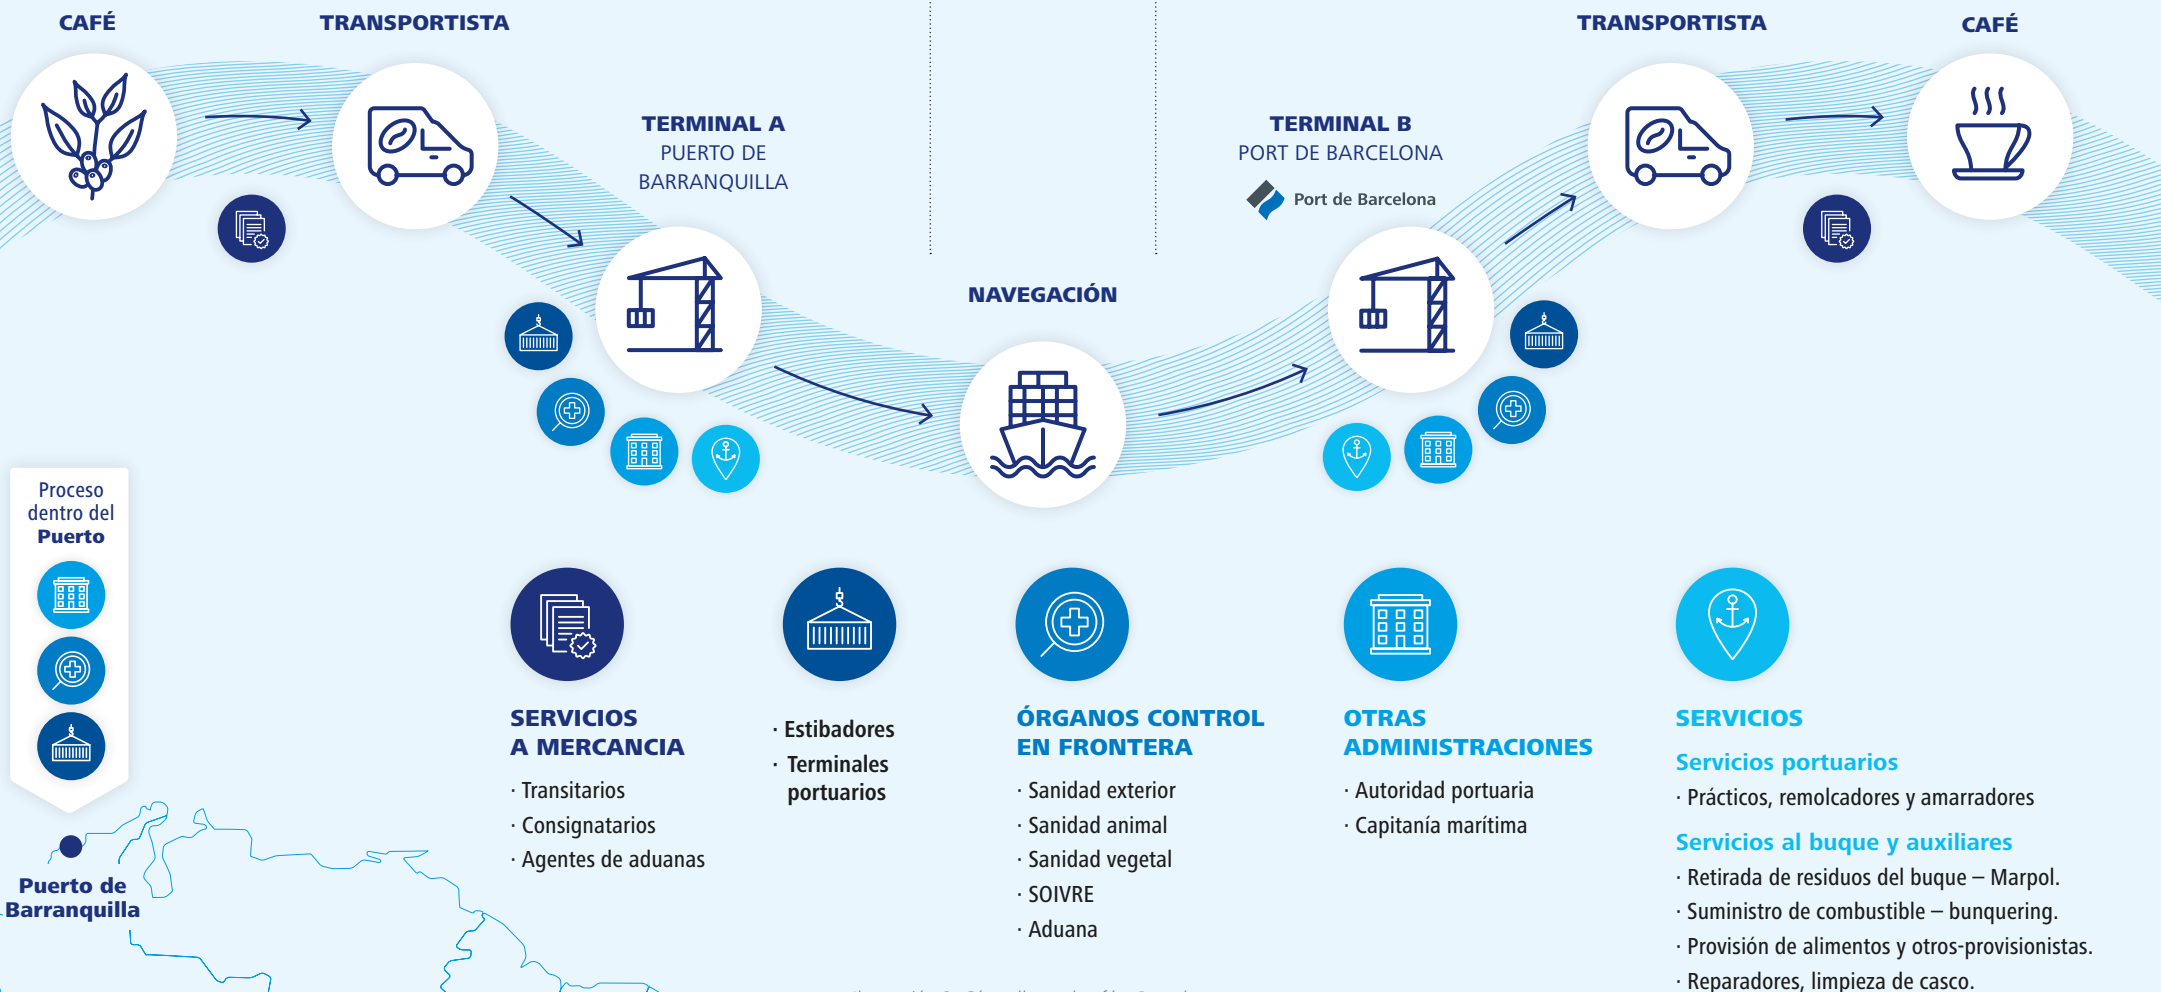 CAFÉ
TRANSPORTISTA
TRANSPORTISTA
CAFÉ
TERMINAL A
PUERTO DE
BARRANQUILLA
TERMINAL B
PORT DE BARCELONA
Port de Barcelona
NAVEGACIÓN
Proceso
dentro del
Puerto
Puerto de
Barranquilla
SERVICIOS
A MERCANCIA
· Transitarios
· Consignatarios
· Agentes de aduanas
· Estibadores
· Terminales
portuarios
ÓRGANOS CONTROL
EN FRONTERA
· Sanidad exterior
· Sanidad animal
· Sanidad vegetal
· SOIVRE
· Aduana
OTRAS
ADMINISTRACIONES
· Autoridad portuaria
· Capitanía marítima
SERVICIOS
Servicios portuarios
· Prácticos, remolcadores y amarradores
Servicios al buque y auxiliares
· Retirada de residuos del buque – Marpol.
· Suministro de combustible – bunquering.
· Provisión de alimentos y otros-provisionistas.
· Reparadores, limpieza de casco.